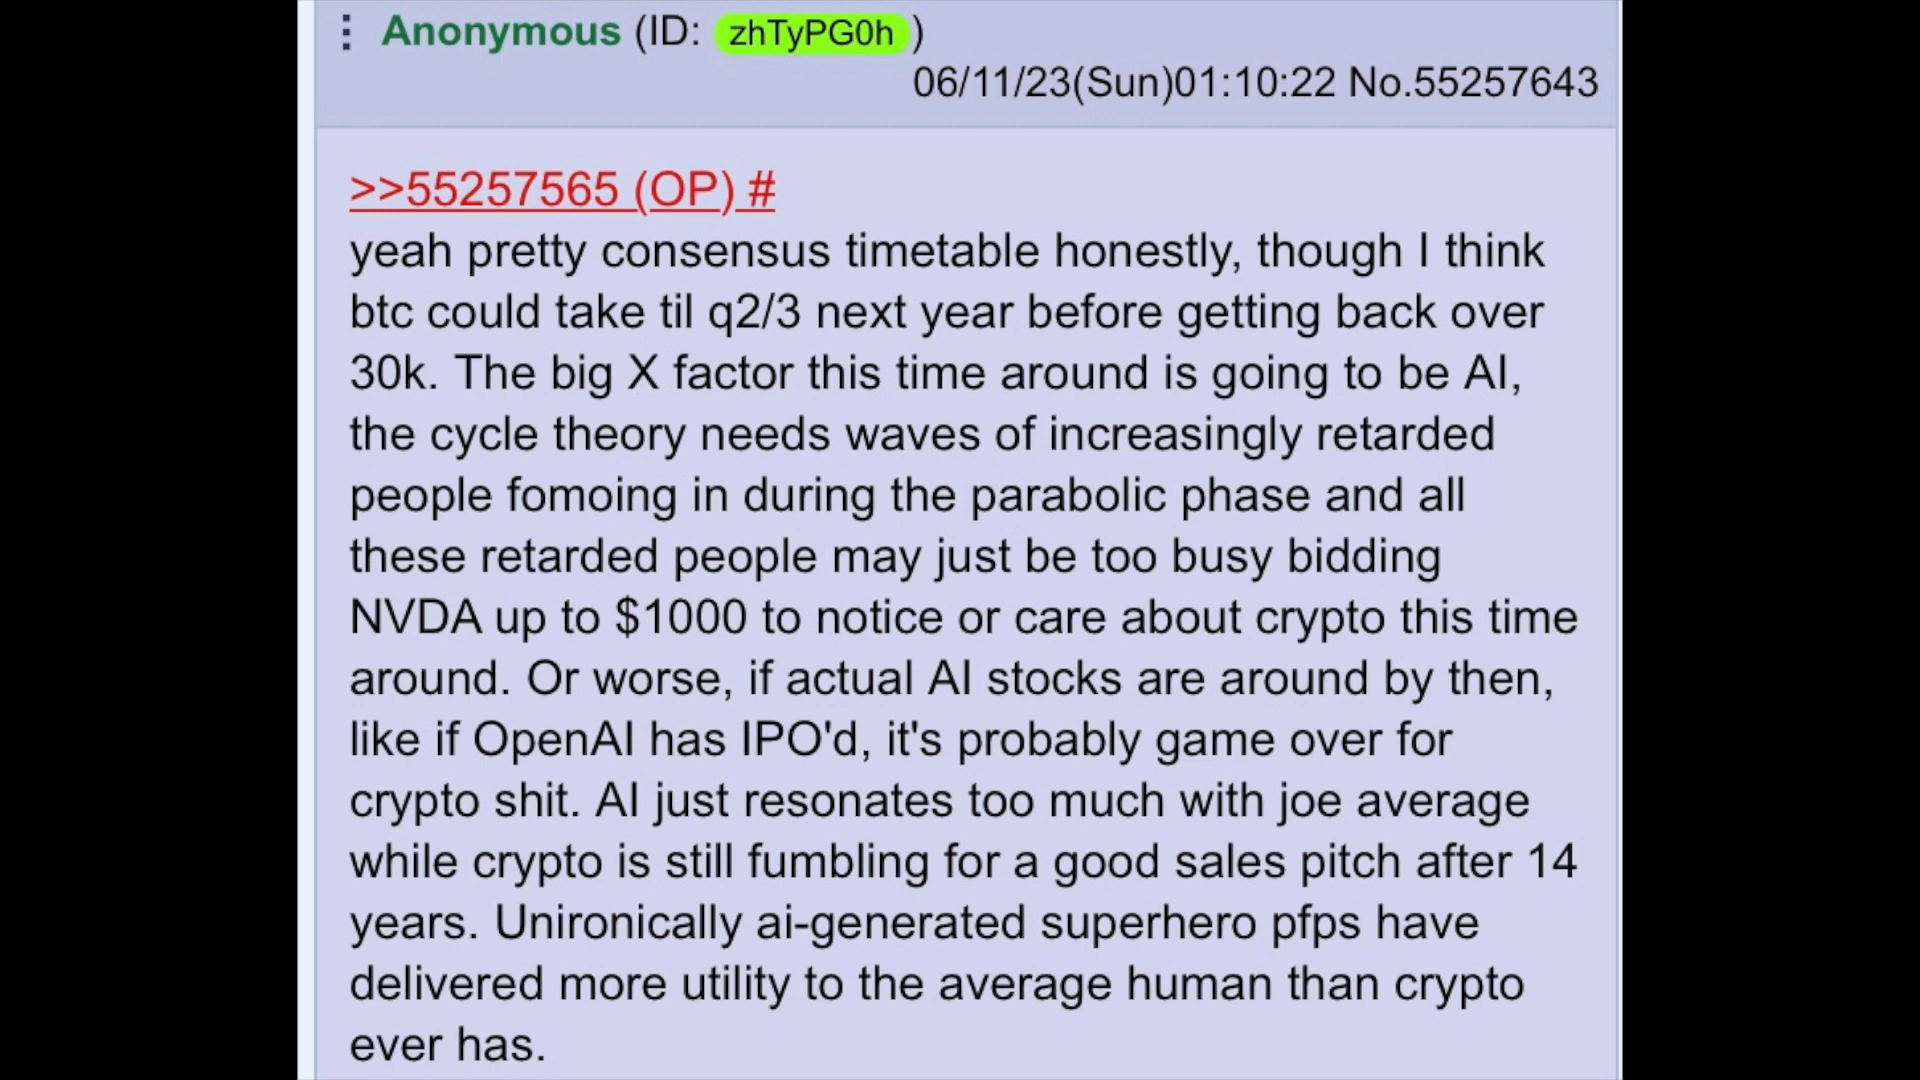 Anonymous (ID: zhTyPG0h)
06/11/23(Sun)01:10:22 No.55257643
>>55257565 (OP) #
yeah pretty consensus timetable honestly, though I think
btc could take til q2/3 next year before getting back over
30k. The big X factor this time around is going to be AI,
the cycle theory needs waves of increasingly retarded
people fomoing in during the parabolic phase and all
these retarded people may just be too busy bidding
NVDA up to $1000 to notice or care about crypto this time
around. Or worse, if actual AI stocks are around by then,
like if OpenAI has IPO'd, it's probably game over for
crypto shit. AI just resonates too much with joe average
while crypto is still fumbling for a good sales pitch after 14
years. Unironically ai-generated superhero pfps have
delivered more utility to the average human than crypto
ever has.